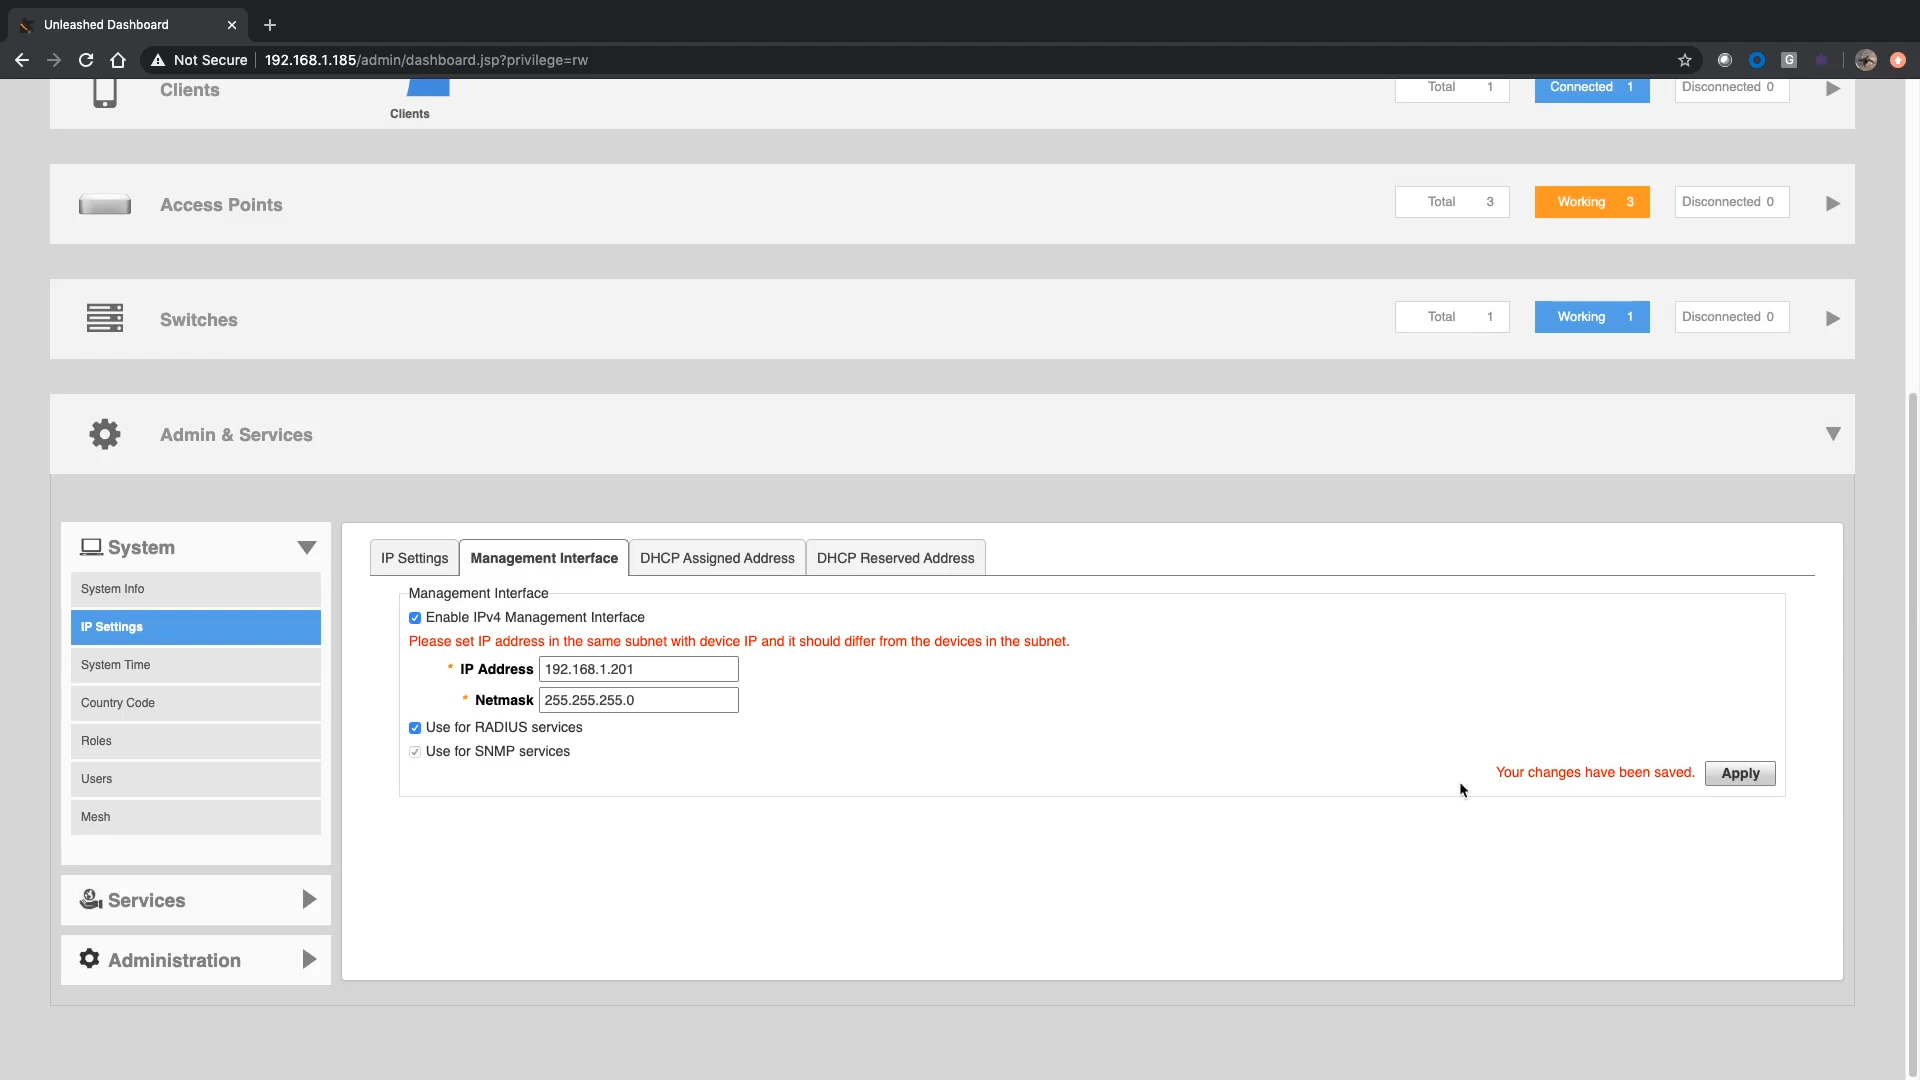 Unleashed Dashboard
Not Secure 192.168.1.185/admin/dashboard.jsp?privilege=rw
G
Clients
Clients
Total 1 Connected 1 Disconnected 0
Access Points
Total 3 Working 3 Disconnected 0
Switches
Total 1 Working 1 Disconnected 0
Admin & Services
System
System Info
IP Settings
System Time
Country Code
Roles
Users
Mesh
Services
Administration
IP Settings Management Interface DHCP Assigned Address DHCP Reserved Address
Management Interface
Enable IPv4 Management Interface
Please set IP address in the same subnet with device IP and it should differ from the devices in the subnet.
* IP Address 192.168.1.201
* Netmask 255.255.255.0
Use for RADIUS services
Use for SNMP services
Your changes have been saved. Apply